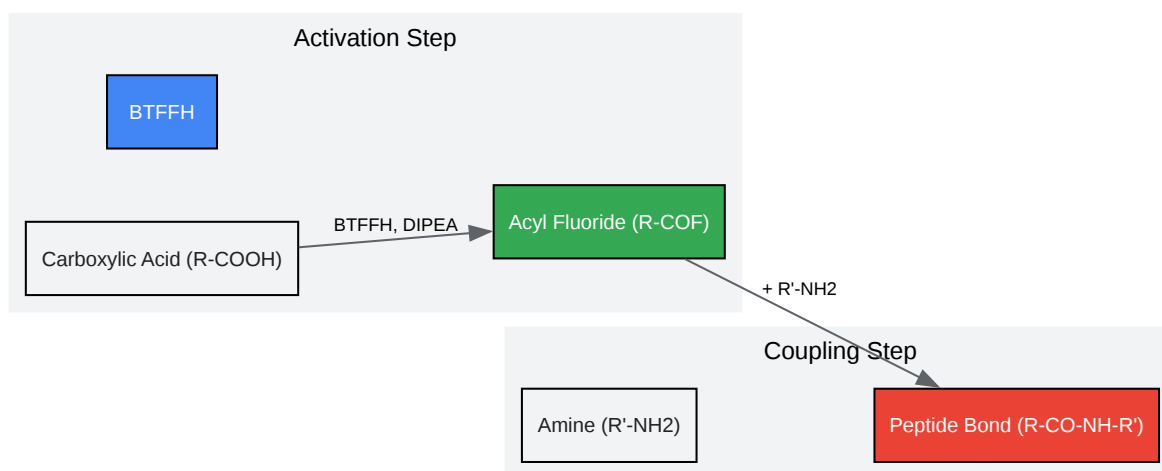 Activation Step
BTFFH
Carboxylic Acid (R-COOH)
BTFFH, DIPEA
Acyl Fluoride (R-COF)
+ R'-NH2
Coupling Step
Amine (R'-NH2)
Peptide Bond (R-CO-NH-R')